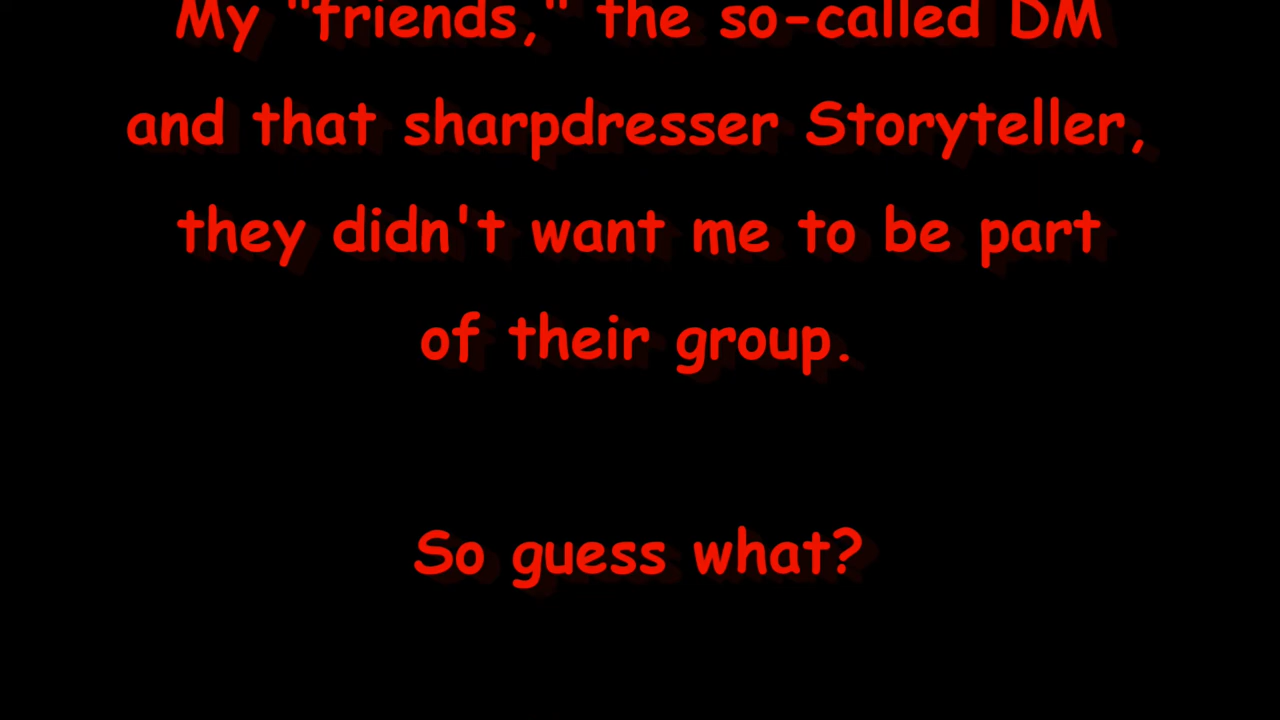 My "friends," the so-called DM
and that sharpdresser Storyteller,
they didn't want me to be part
of their group.
So guess what?